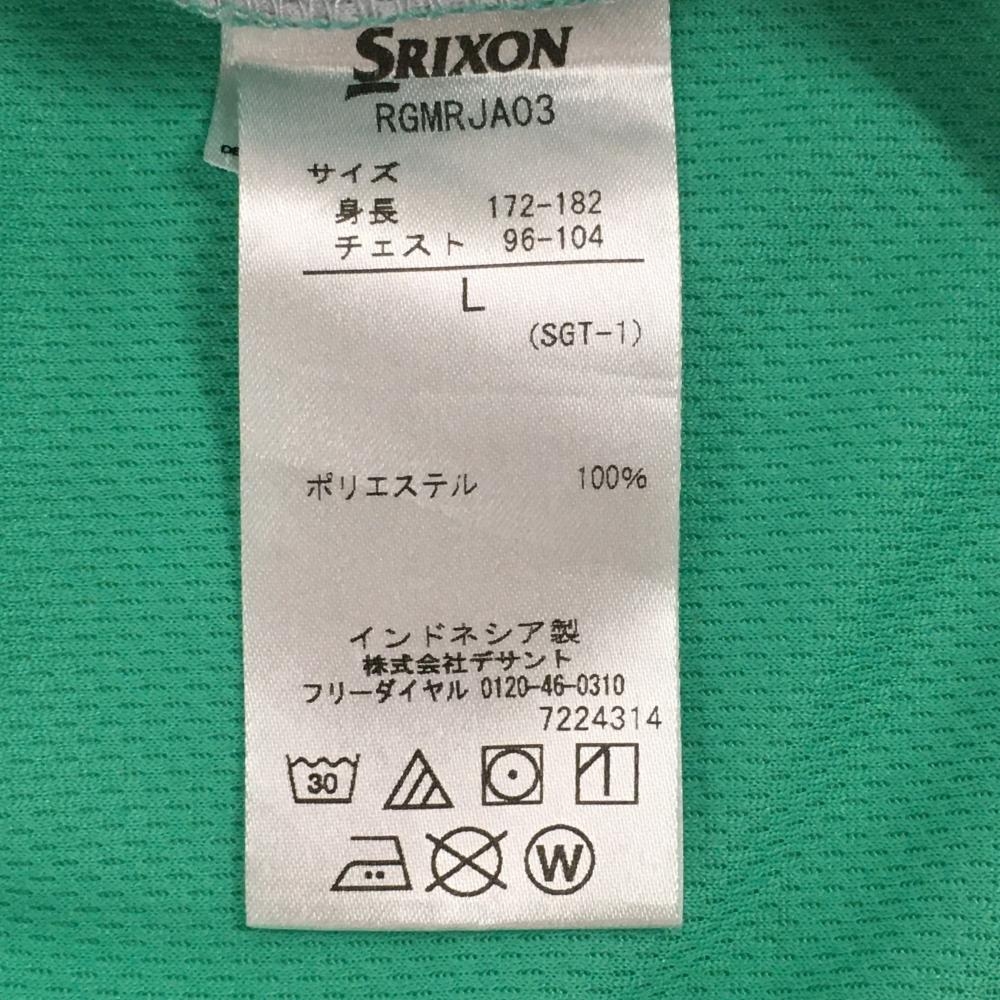 SRIXON
RGMRJA03
サイズ
身長 172-182
チェスト 96-104
L
(SGT-1)
ポリエステル 100%
インドネシア製
株式会社デサント
フリーダイヤル 0120-46-0310
7224314
30
W